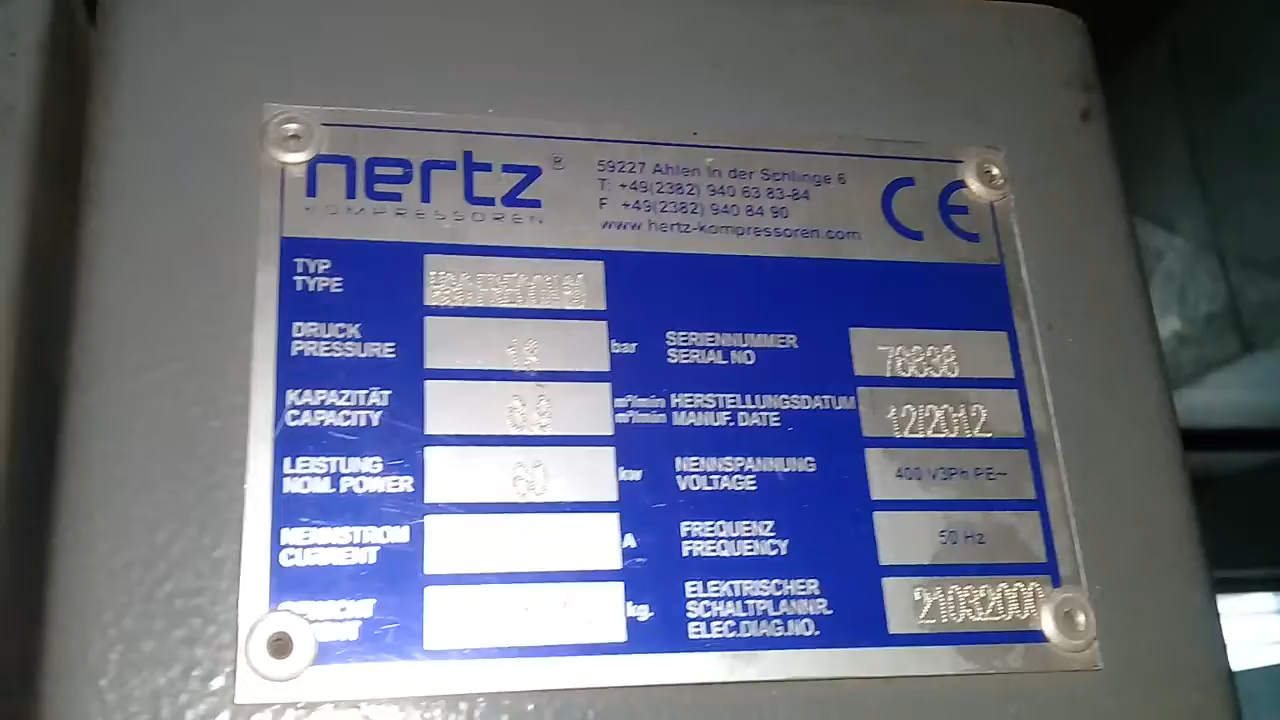 hertz®
KOMPRESSOREN
59227 Ahlen In der Schlinge 6
T: +49(2382) 940 63 83-84
F +49(2382) 940 84 90
www.hertz-kompressoren.com
CE
TYP
TYPE
DRUCK
PRESSURE
bar
KAPAZITÄT
CAPACITY
m³/min
m³/min
LEISTUNG
NOM. POWER
60
kw
NENNSTROM
CURRENT
A
kg.
SERIENNUMMER
SERIAL NO
76838
HERSTELLUNGSDATUM
MANUF. DATE
12/2012
NENNSPANNUNG
VOLTAGE
400 V3Ph PE~
FREQUENZ
FREQUENCY
50 Hz
ELEKTRISCHER
SCHALTPLANNR.
ELEC.DIAG.NO.